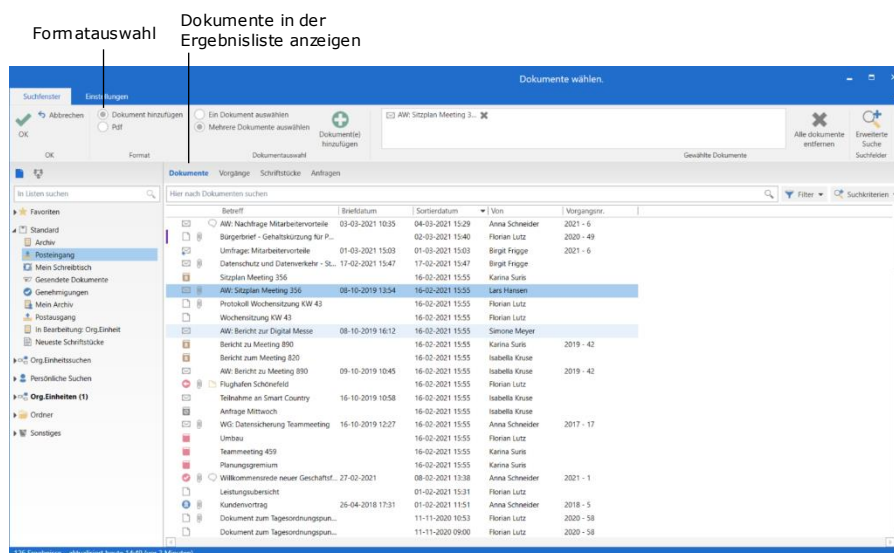 Formatauswahl
Dokumente in der
Ergebnisliste anzeigen
Dokumente wählen.
Suchfenster Einstellungen
OK
Abbrechen
Dokument hinzufügen
Pdf
Ein Dokument auswählen
Mehrere Dokumente auswählen
Dokument(e)
hinzufügen
AW: Sitzplan Meeting 3...
Alle dokumente
entfernen
Erweiterte
Suche
OK Format Dokumentauswahl Gewählte Dokumente Suchfelder
Dokumente Vorgänge Schriftstücke Anfragen
In Listen suchen
Hier nach Dokumenten suchen
Filter
Suchkriterien
Favoriten
Standard
Archiv
Posteingang
Mein Schreibtisch
Gesendete Dokumente
Genehmigungen
Mein Archiv
Postausgang
In Bearbeitung: Org.Einheit
Neueste Schriftstücke
Org.Einheitssuchen
Persönliche Suchen
Org.Einheiten (1)
Ordner
Sonstiges
Betreff Briefdatum Sortierdatum Von Vorgangsnr.
AW: Nachfrage Mitarbeitervorteile 03-03-2021 10:35 04-03-2021 15:29 Anna Schneider 2021 - 6
Bürgerbrief - Gehaltskürzung für P... 02-03-2021 15:40 Florian Lutz 2020 - 49
Umfrage: Mitarbeitervorteile 01-03-2021 15:03 01-03-2021 15:03 Birgit Frigge 2021 - 6
Datenschutz und Datenverkehr - St... 17-02-2021 15:47 17-02-2021 15:47 Birgit Frigge
Sitzplan Meeting 356 16-02-2021 15:55 Karina Suris
AW: Sitzplan Meeting 356 08-10-2019 13:54 16-02-2021 15:55 Lars Hansen
Protokoll Wochensitzung KW 43 16-02-2021 15:55 Florian Lutz
Wochensitzung KW 43 16-02-2021 15:55 Florian Lutz
AW: Bericht zur Digital Messe 08-10-2019 16:12 16-02-2021 15:55 Simone Meyer
Bericht zu Meeting 890 16-02-2021 15:55 Karina Suris 2019 - 42
Bericht zum Meeting 820 16-02-2021 15:55 Isabella Kruse
AW: Bericht zu Meeting 890 09-10-2019 10:45 16-02-2021 15:55 Isabella Kruse 2019 - 42
Flughafen Schönefeld 16-02-2021 15:55 Florian Lutz
Teilnahme an Smart Country 16-10-2019 10:58 16-02-2021 15:55 Isabella Kruse
Anfrage Mittwoch 16-02-2021 15:55 Isabella Kruse
WG: Datensicherung Teammeeting 16-10-2019 12:27 16-02-2021 15:55 Anna Schneider 2017 - 17
Umbau 16-02-2021 15:55 Florian Lutz
Teammeeting 459 16-02-2021 15:55 Karina Suris
Planungsgremium 16-02-2021 15:55 Karina Suris
Willkommensrede neuer Geschäftsf... 27-02-2021 08-02-2021 13:38 Anna Schneider 2021 - 1
Leistungsubersicht 01-02-2021 15:31 Florian Lutz
Kundenvortrag 26-04-2018 17:31 01-02-2021 11:51 Anna Schneider 2018 - 5
Dokument zum Tagesordnungspun... 11-11-2020 10:53 Florian Lutz 2020 - 58
Dokument zum Tagesordnungspun... 11-11-2020 09:00 Florian Lutz 2020 - 58